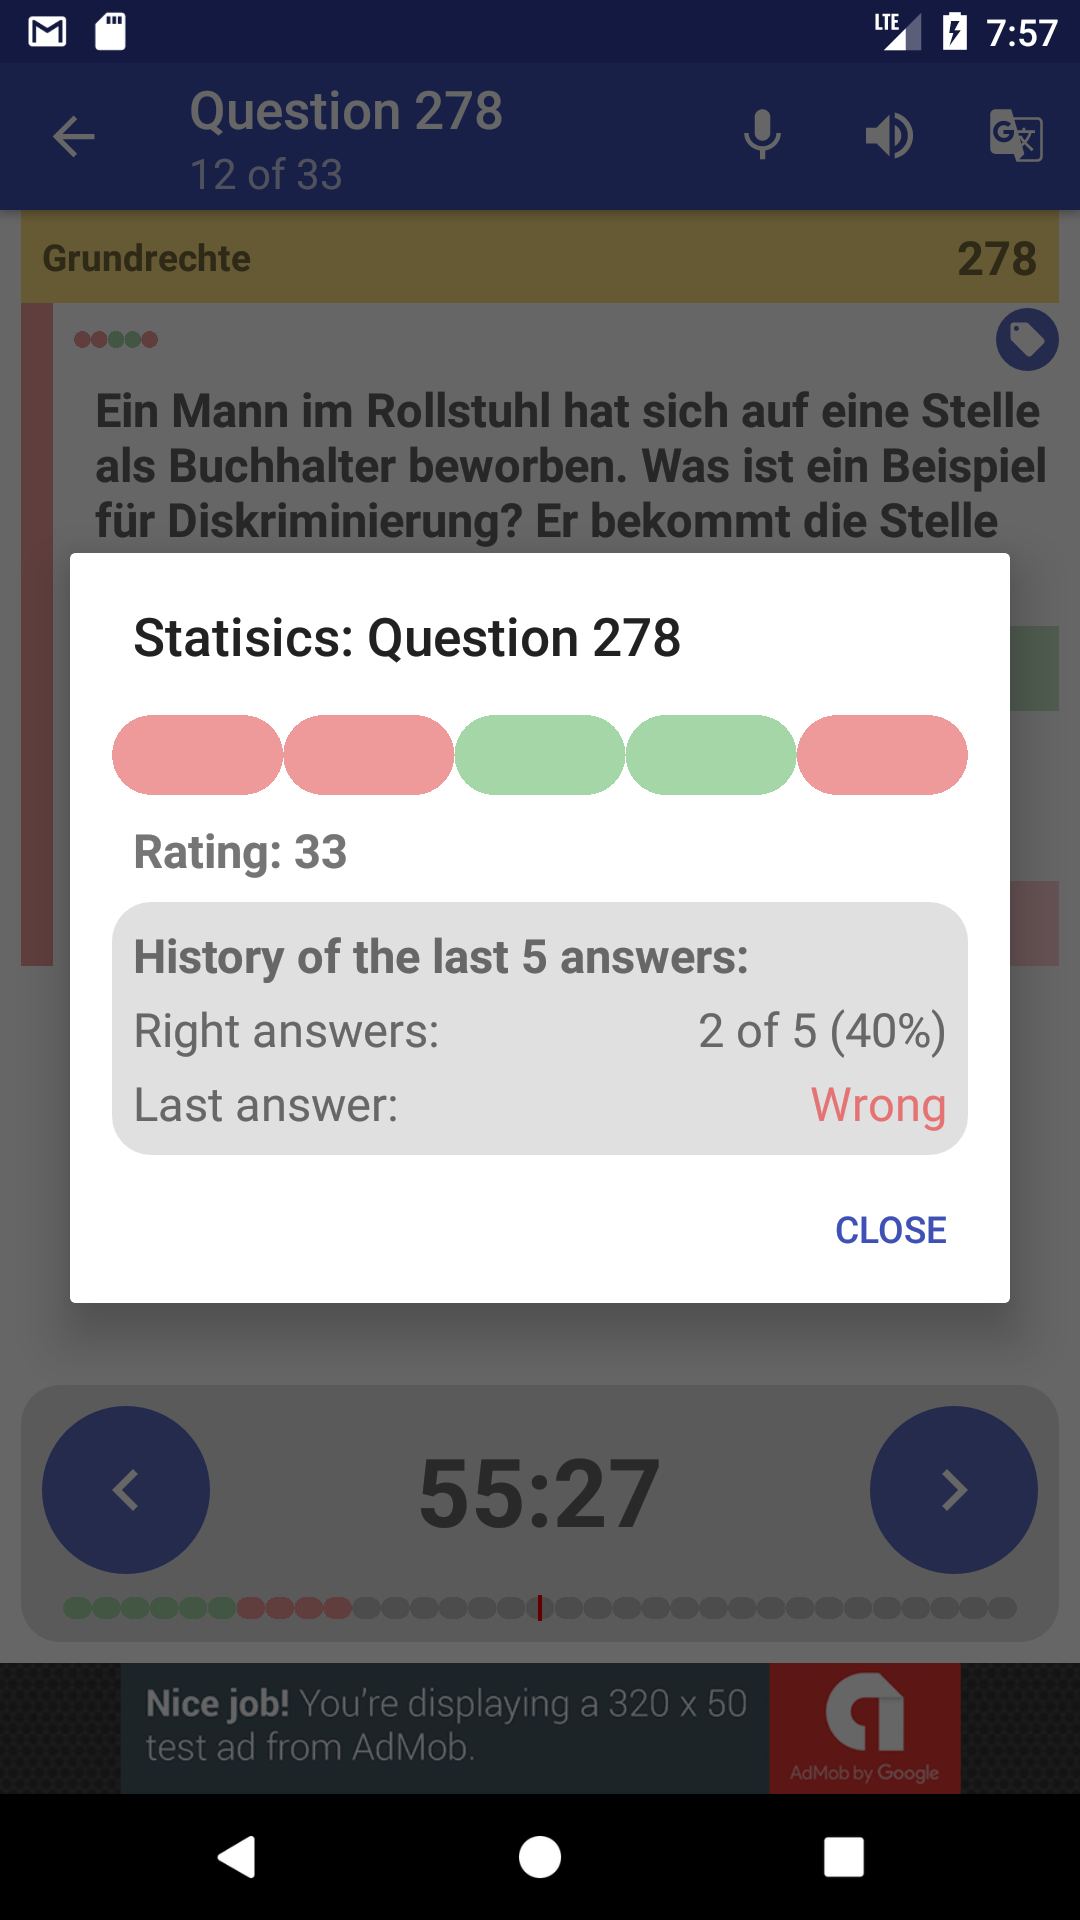 LTE 7:57
Question 278
12 of 33
Grundrechte 278
Ein Mann im Rollstuhl hat sich auf eine Stelle
als Buchhalter beworben. Was ist ein Beispiel
für Diskriminierung? Er bekommt die Stelle
Statisics: Question 278
Rating: 33
History of the last 5 answers:
Right answers: 2 of 5 (40%)
Last answer: Wrong
CLOSE
55:27
Nice job! You're displaying a 320 x 50
test ad from AdMob.
AdMob by Google